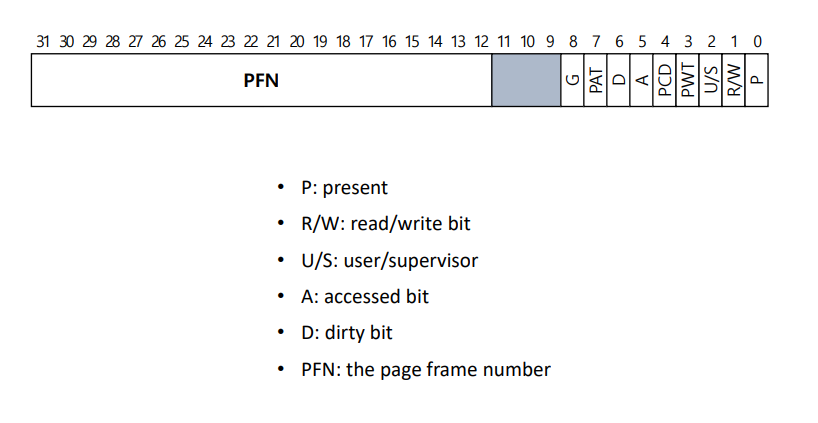 31 30 29 28 27 26 25 24 23 22 21 20 19 18 17 16 15 14 13 12 11 10 9 8 7 6 5 4 3 2 1 0
PFN G PAT D A PCD PWT U/S R/W P
• P: present
• R/W: read/write bit
• U/S: user/supervisor
• A: accessed bit
• D: dirty bit
• PFN: the page frame number